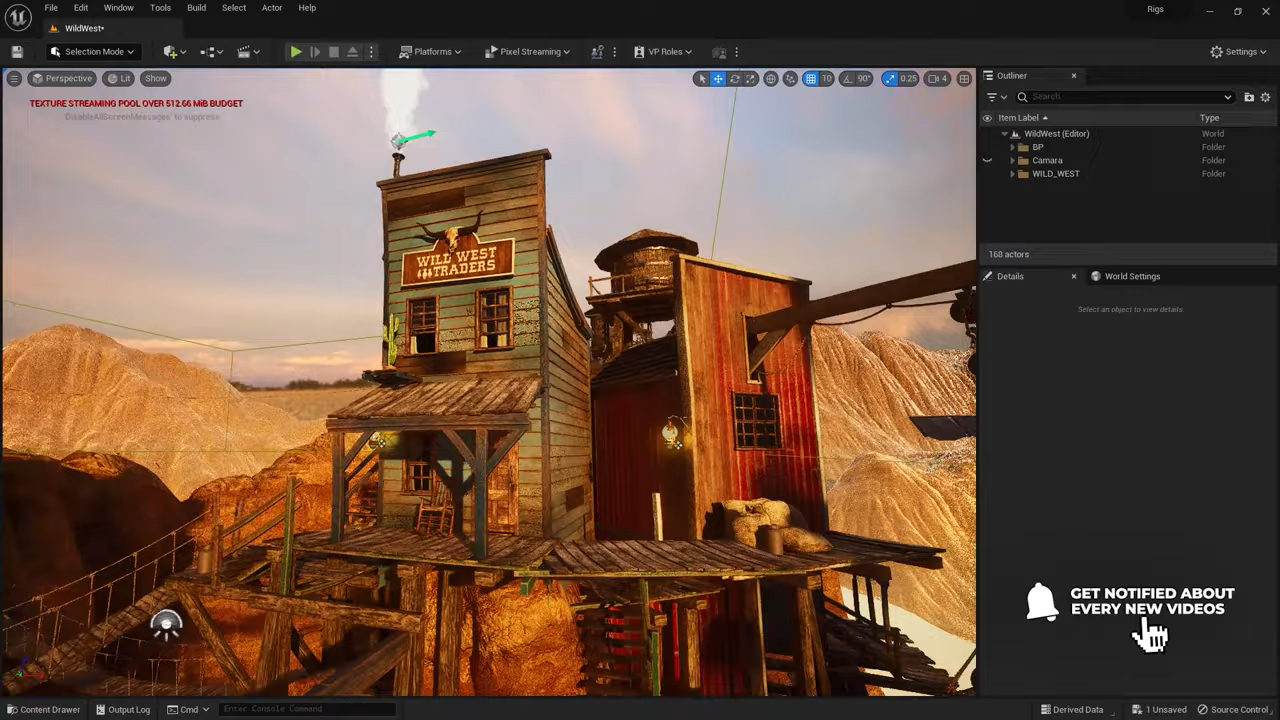 File Edit Window Tools Build Select Actor Help
Rigs
WildWest•
Selection Mode
Platforms
Pixel Streaming
VP Roles
Settings
Perspective
Lit
Show
10
90°
0.25
4
TEXTURE STREAMING POOL OVER 512.66 MiB BUDGET
'DisableAllScreenMessages' to suppress
WILD WEST
TRADERS
Outliner
Search
Item Label
Type
WildWest (Editor)
World
BP
Folder
Camara
Folder
WILD_WEST
Folder
168 actors
Details
World Settings
Select an object to view details.
GET NOTIFIED ABOUT
EVERY NEW VIDEOS
Content Drawer
Output Log
Cmd
Enter Console Command
Derived Data
1 Unsaved
Source Control